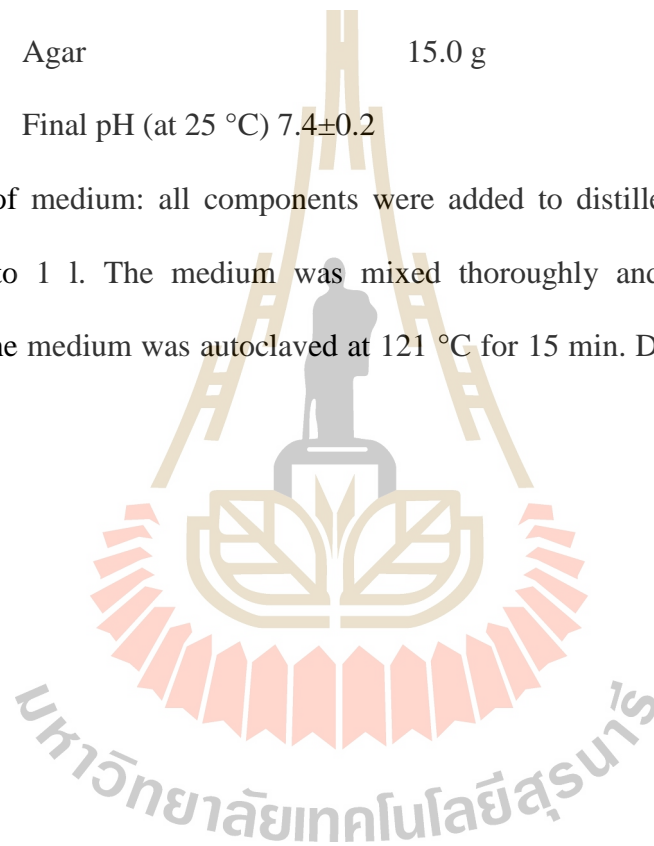 Agar 15.0 g
Final pH (at 25 °C) 7.4±0.2
of medium: all components were added to distille
to 1 l. The medium was mixed thoroughly and
ne medium was autoclaved at 121 °C for 15 min. D
มหาวิทยาลัยเทคโนโลยีสุรนารี